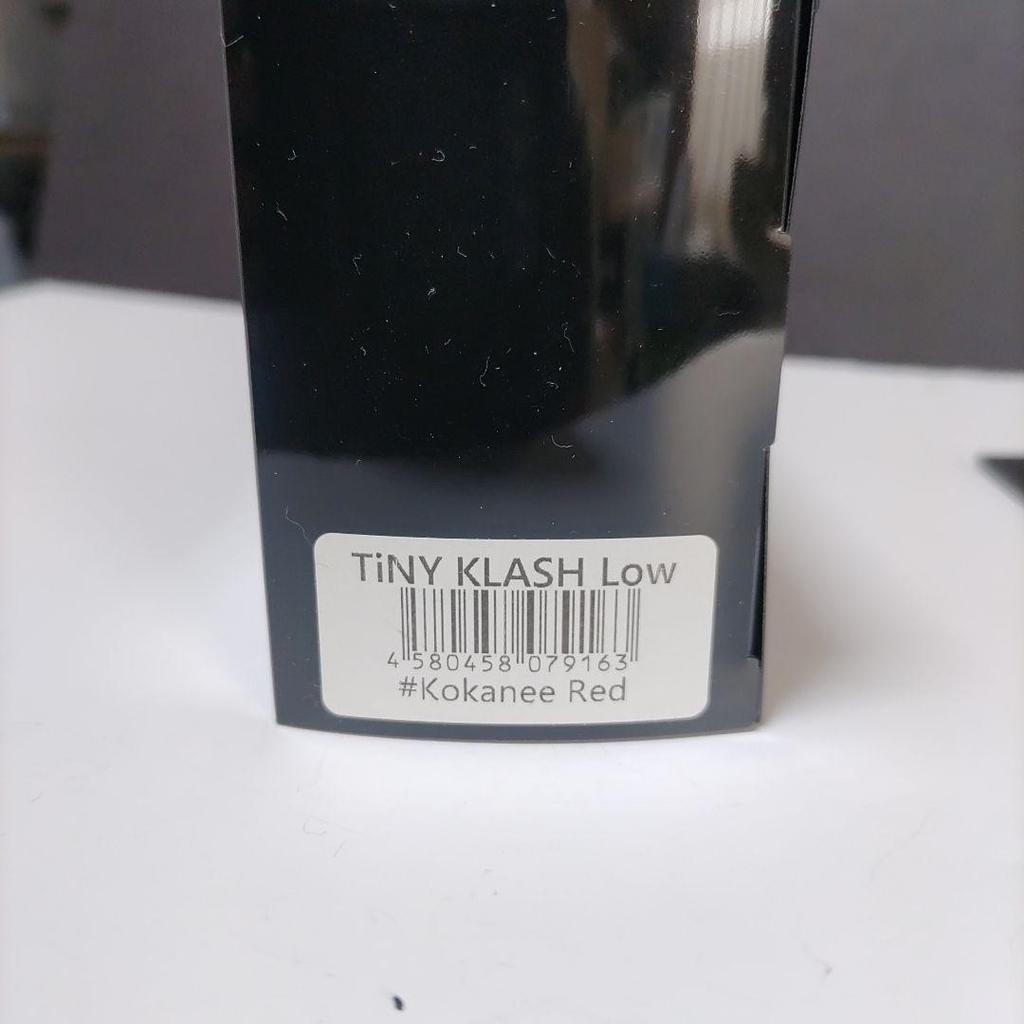 TiNY KLASH Low
4 580458 079163
#Kokanee Red